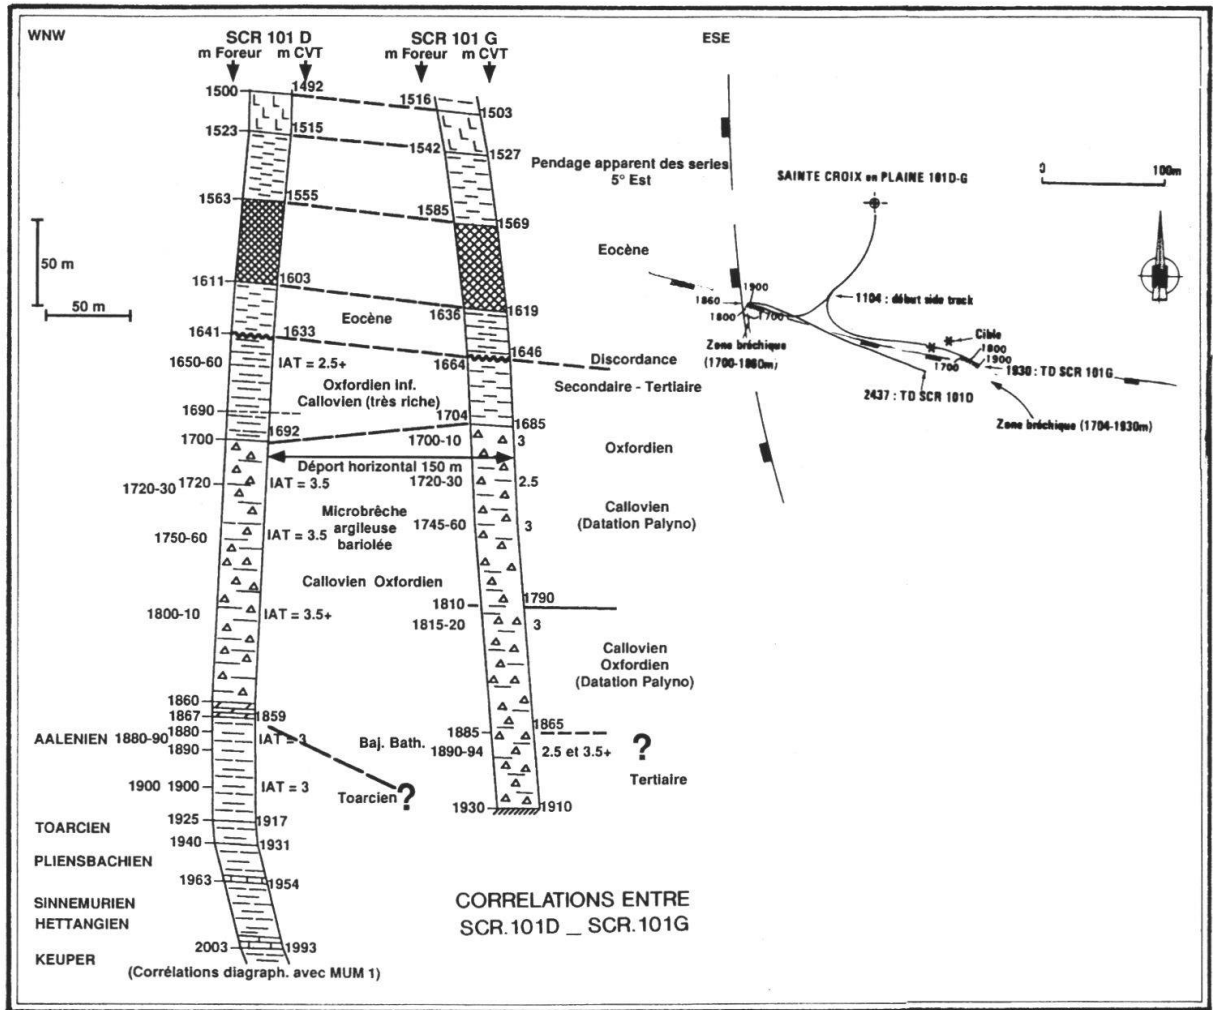 WNW
SCR 101 D
m Foreur m CVT
SCR 101 G
m Foreur m CVT
ESE
1500 1492 1516 1503
1523 1515 1542 1527
Pendage apparent des series
5° Est
SAINTE CROIX en PLAINE 101D-G
0 100m
1563 1555 1585 1569
50 m
50 m
Eocène
1611 1603 1636 1619
Eocène
1641 1633 1664 1646
Discordance
Secondaire - Tertiaire
1650-60 IAT = 2.5+
Oxfordien Inf.
Callovien (très riche)
1690 1704
1692 1685
1700 1700-10 3
Oxfordien
Déport horizontal 150 m
1720-30 1720 IAT = 3.5 1720-30 2.5
Microbrêche
argileuse
bariolée
Callovien
(Datation Palyno)
1750-60 IAT = 3.5 1745-60 3
Callovien Oxfordien
1810 1790
1800-10 IAT = 3.5+ 1815-20 3
Callovien
Oxfordien
(Datation Palyno)
1860
1867 1859
1880
AALENIEN 1880-90 IAT = 3
1890
Baj. Bath.
1885 1865
1890-94 2.5 et 3.5+
?
Tertiaire
1900 1900 IAT = 3
Toarcien ?
1930 1910
1925 1917
TOARCIEN
1940 1931
PLIENSBACHIEN
1963 1954
SINNEMURIEN
HETTANGIEN
2003 1993
KEUPER
(Corrélations diagraph. avec MUM 1)
CORRELATIONS ENTRE
SCR.101D _ SCR.101G
1900
1860
1800 1700
Zone bréchique
(1700-1860m)
1104 : début side track
Cible
1800
1700 1900
1930 : TD SCR 101G
2437 : TD SCR 101D
Zone bréchique (1704-1930m)